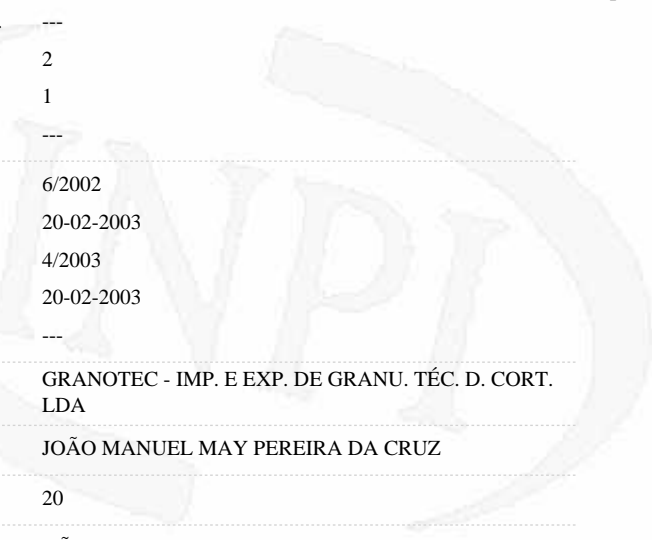 ---
2
1
---
6/2002
20-02-2003
4/2003
20-02-2003
---
GRANOTEC - IMP. E EXP. DE GRANU. TÉC. D. CORT.
LDA
JOÃO MANUEL MAY PEREIRA DA CRUZ
20
INPI